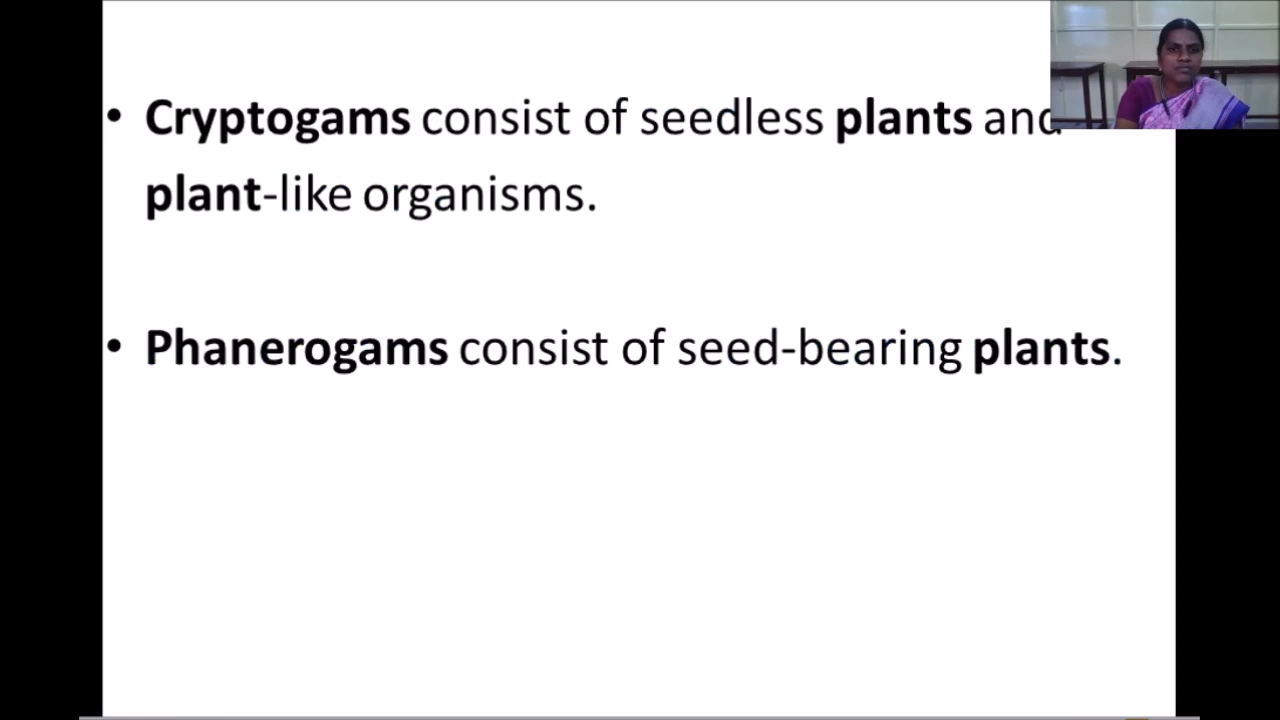 • Cryptogams consist of seedless plants and
plant-like organisms.
• Phanerogams consist of seed-bearing plants.